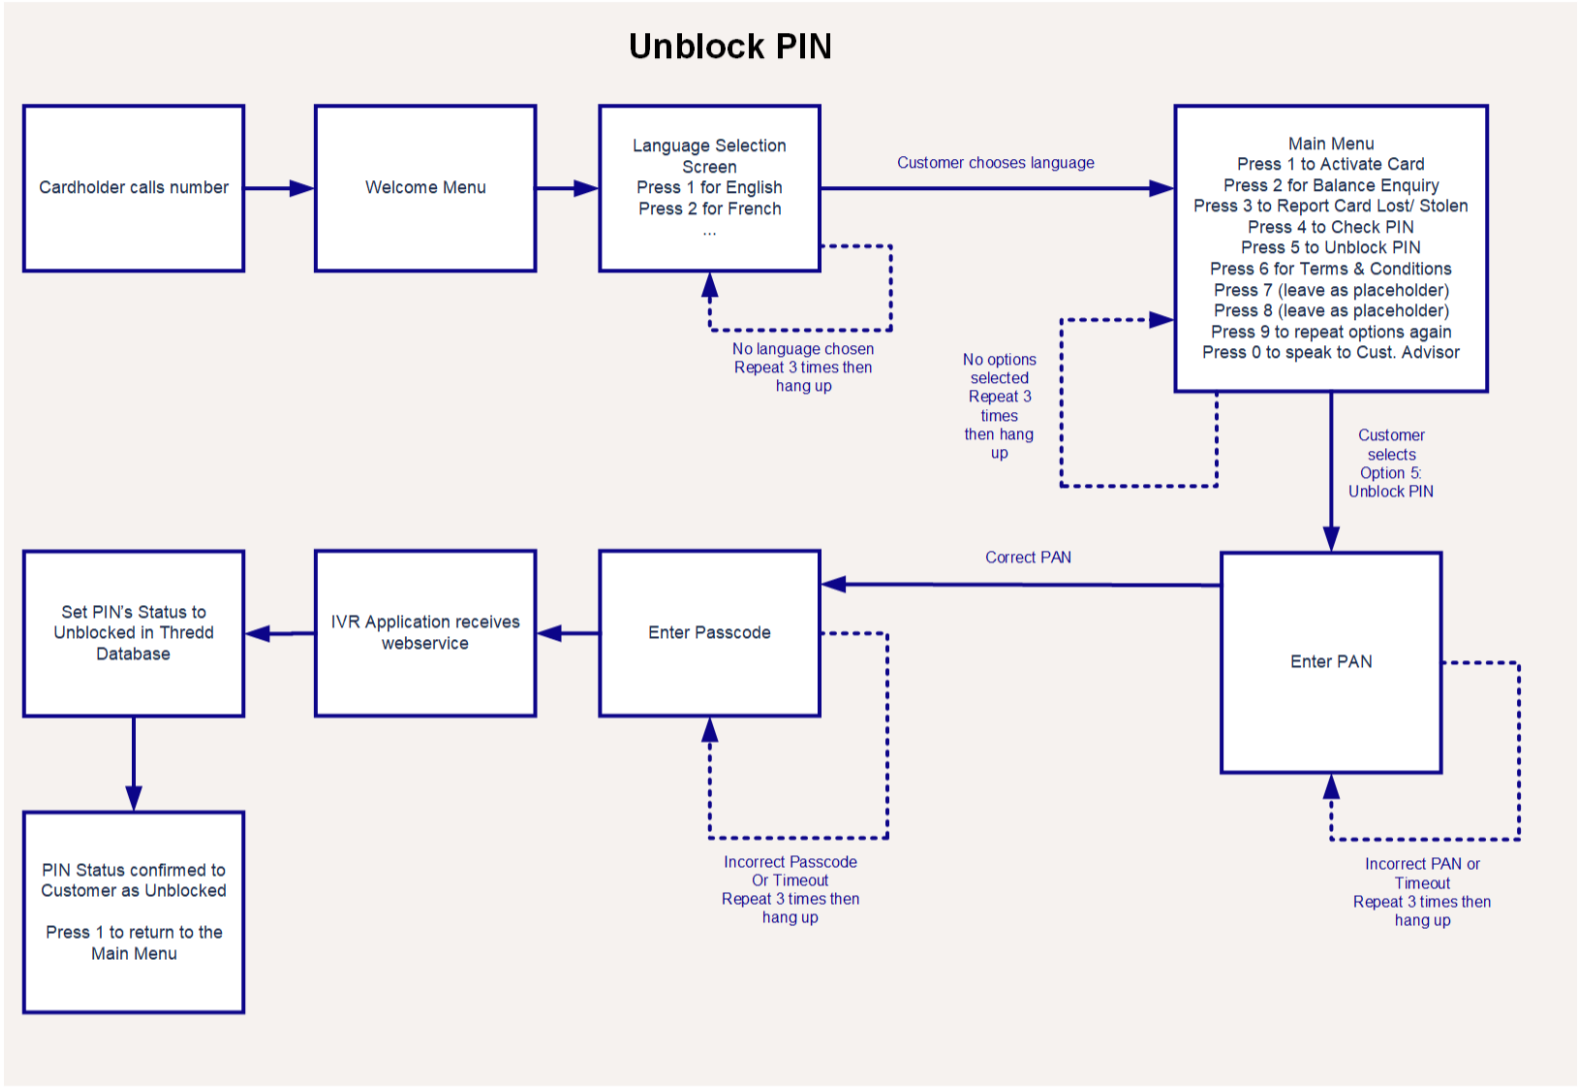 Unblock PIN
Cardholder calls number
Welcome Menu
Language Selection
Screen
Press 1 for English
Press 2 for French
...
Customer chooses language
Main Menu
Press 1 to Activate Card
Press 2 for Balance Enquiry
Press 3 to Report Card Lost/ Stolen
Press 4 to Check PIN
Press 5 to Unblock PIN
Press 6 for Terms & Conditions
Press 7 (leave as placeholder)
Press 8 (leave as placeholder)
Press 9 to repeat options again
Press 0 to speak to Cust. Advisor
No language chosen
Repeat 3 times then
hang up
No options
selected
Repeat 3
times
then hang
up
Customer
selects
Option 5:
Unblock PIN
Enter PAN
Incorrect PAN or
Timeout
Repeat 3 times then
hang up
Correct PAN
Enter Passcode
Incorrect Passcode
Or Timeout
Repeat 3 times then
hang up
IVR Application receives
webservice
Set PIN's Status to
Unblocked in Thredd
Database
PIN Status confirmed to
Customer as Unblocked
Press 1 to return to the
Main Menu